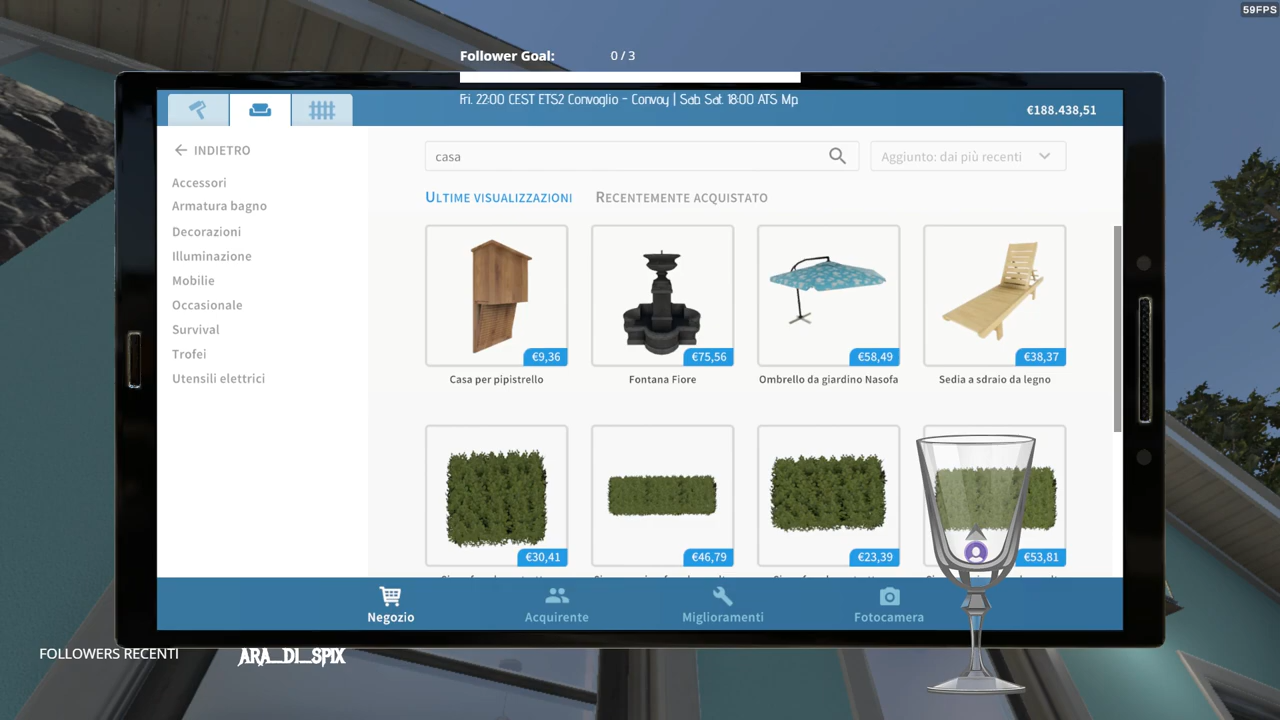 59FPS
Follower Goal: 0 / 3
Fri. 22:00 CEST ETS2 Convoglio - Convoy | Sab. Sat. 18:00 ATS Mp.
€188.438,51
INDIETRO
casa
Aggiunto: dai più recenti
Accessori
Armatura bagno
Decorazioni
Illuminazione
Mobilie
Occasionale
Survival
Trofei
Utensili elettrici
ULTIME VISUALIZZAZIONI
RECENTEMENTE ACQUISTATO
€9,36
€75,56
€58,49
€38,37
Casa per pipistrello
Fontana Fiore
Ombrello da giardino Nasofa
Sedia a sdraio da legno
€30,41
€46,79
€23,39
€53,81
Negozio
Acquirente
Miglioramenti
Fotocamera
FOLLOWERS RECENTI
ARA_DI_SPIX